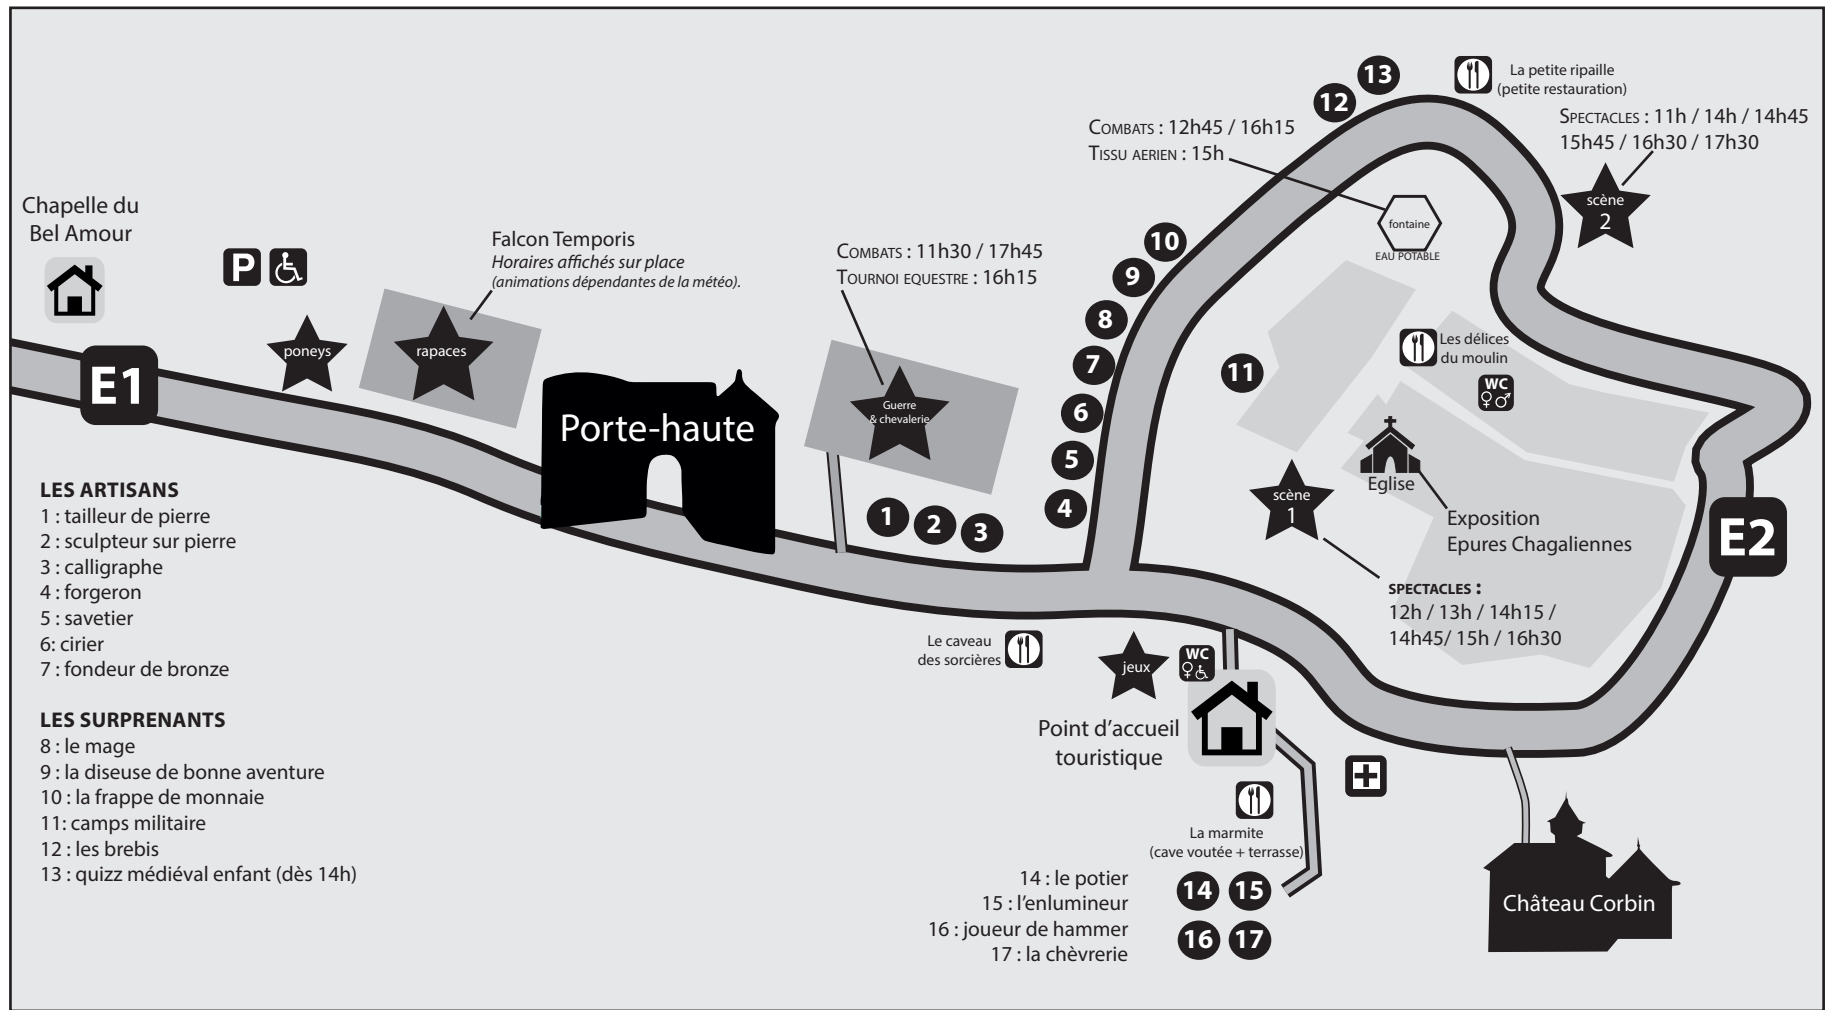 Chapelle du
Bel Amour
P
E1
poneys
rapaces
Falcon Temporis
Horaires affichés sur place
(animations dépendantes de la météo).
Porte-haute
COMBATS : 11h30 / 17h45
TOURNOI EQUESTRE : 16h15
Guerre
& chevalerie
COMBATS : 12h45 / 16h15
TISSU AERIEN : 15h
fontaine
EAU POTABLE
La petite ripaille
(petite restauration)
SPECTACLES : 11h / 14h / 14h45
15h45 / 16h30 / 17h30
scène
2
13
12
10
9
8
7
6
5
4
11
1
2
3
Les délices
du moulin
WC
Eglise
scène
1
Exposition
Epures Chagaliennes
SPECTACLES :
12h / 13h / 14h15 /
14h45/ 15h / 16h30
E2
LES ARTISANS
1 : tailleur de pierre
2 : sculpteur sur pierre
3 : calligraphe
4 : forgeron
5 : savetier
6: cirier
7 : fondeur de bronze
LES SURPRENANTS
8 : le mage
9 : la diseuse de bonne aventure
10 : la frappe de monnaie
11: camps militaire
12 : les brebis
13 : quizz médiéval enfant (dès 14h)
Le caveau
des sorcières
jeux
WC
Point d’accueil
touristique
La marmite
(cave voutée + terrasse)
14 : le potier
15 : l’enlumineur
16 : joueur de hammer
17 : la chèvrerie
14
15
16
17
Château Corbin